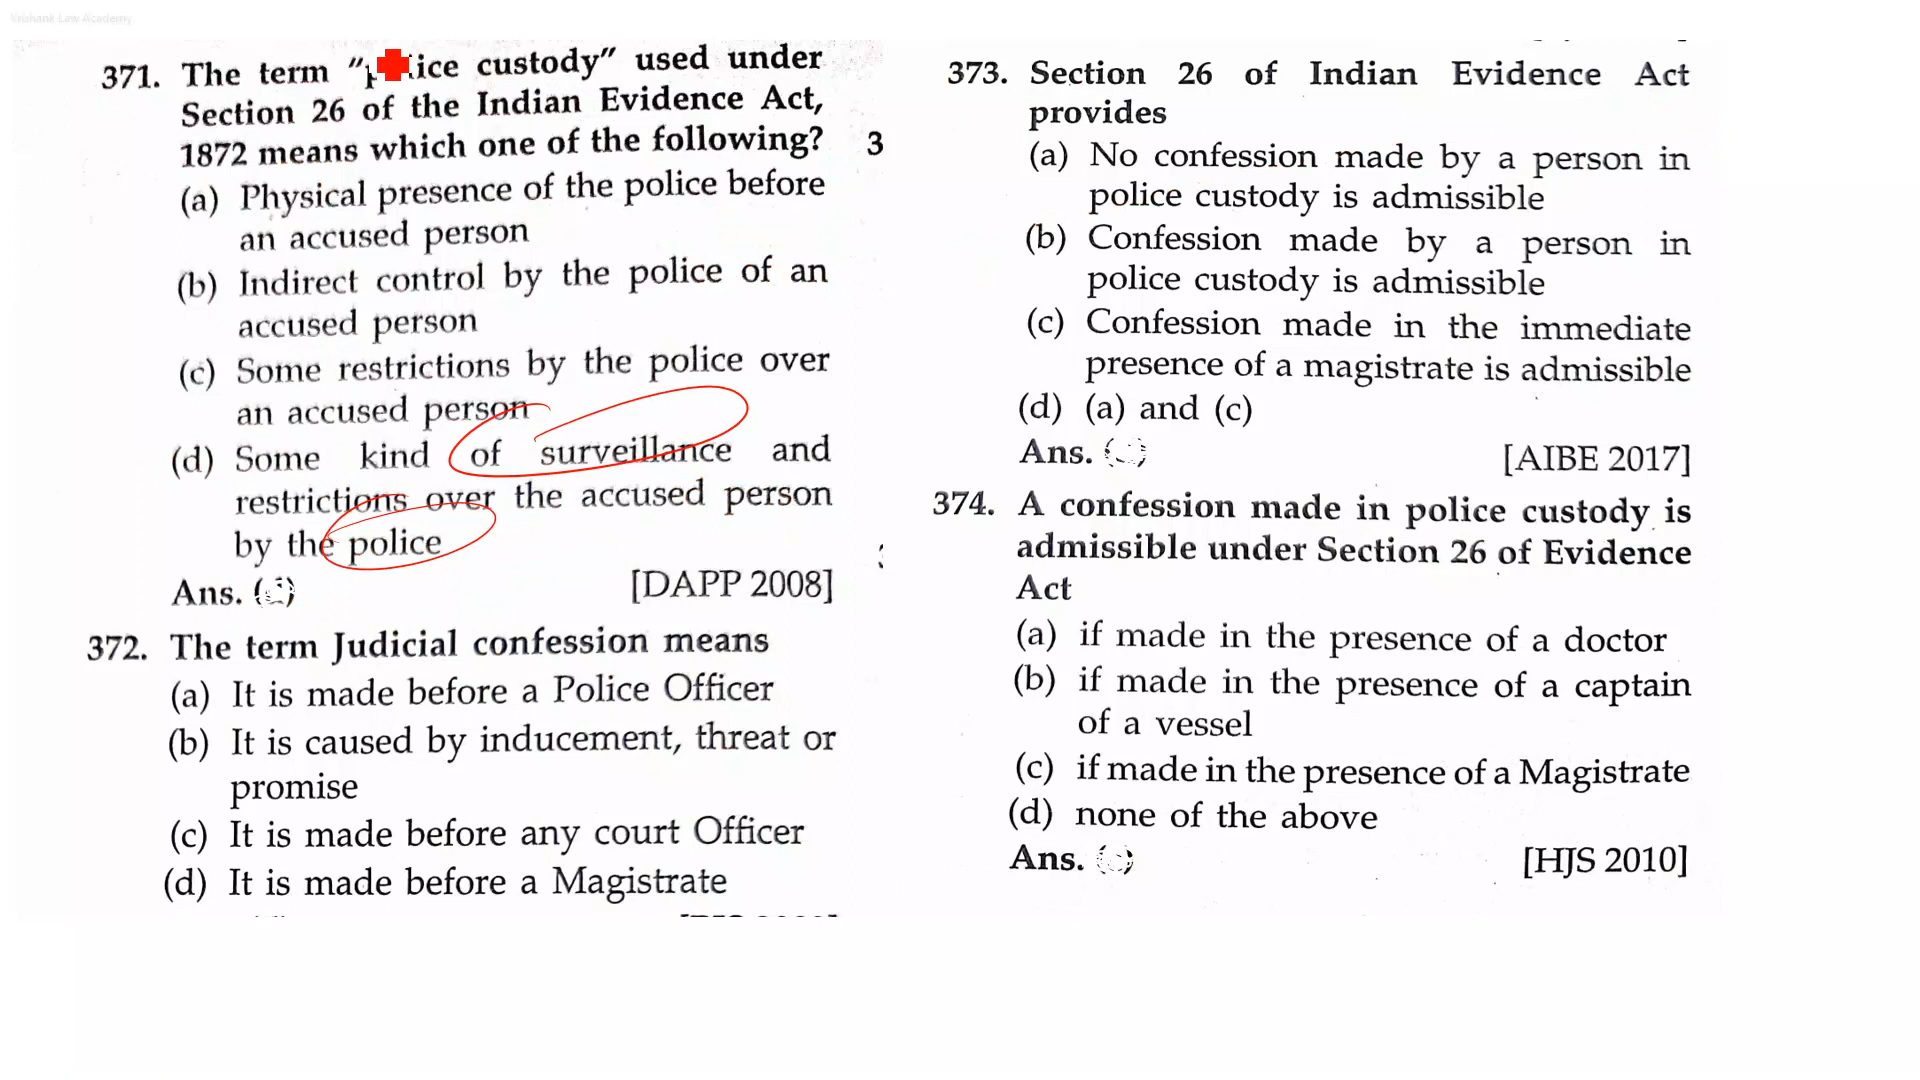 Vrishank Law Academy
371. The term "police custody" used under
Section 26 of the Indian Evidence Act,
1872 means which one of the following?
(a) Physical presence of the police before
an accused person
(b) Indirect control by the police of an
accused person
(c) Some restrictions by the police over
an accused person
(d) Some kind of surveillance and
restrictions over the accused person
by the police
Ans. [DAPP 2008]
372. The term Judicial confession means
(a) It is made before a Police Officer
(b) It is caused by inducement, threat or
promise
(c) It is made before any court Officer
(d) It is made before a Magistrate
3
373. Section 26 of Indian Evidence Act
provides
(a) No confession made by a person in
police custody is admissible
(b) Confession made by a person in
police custody is admissible
(c) Confession made in the immediate
presence of a magistrate is admissible
(d) (a) and (c)
Ans. [AIBE 2017]
374. A confession made in police custody is
admissible under Section 26 of Evidence
Act
(a) if made in the presence of a doctor
(b) if made in the presence of a captain
of a vessel
(c) if made in the presence of a Magistrate
(d) none of the above
Ans. [HJS 2010]